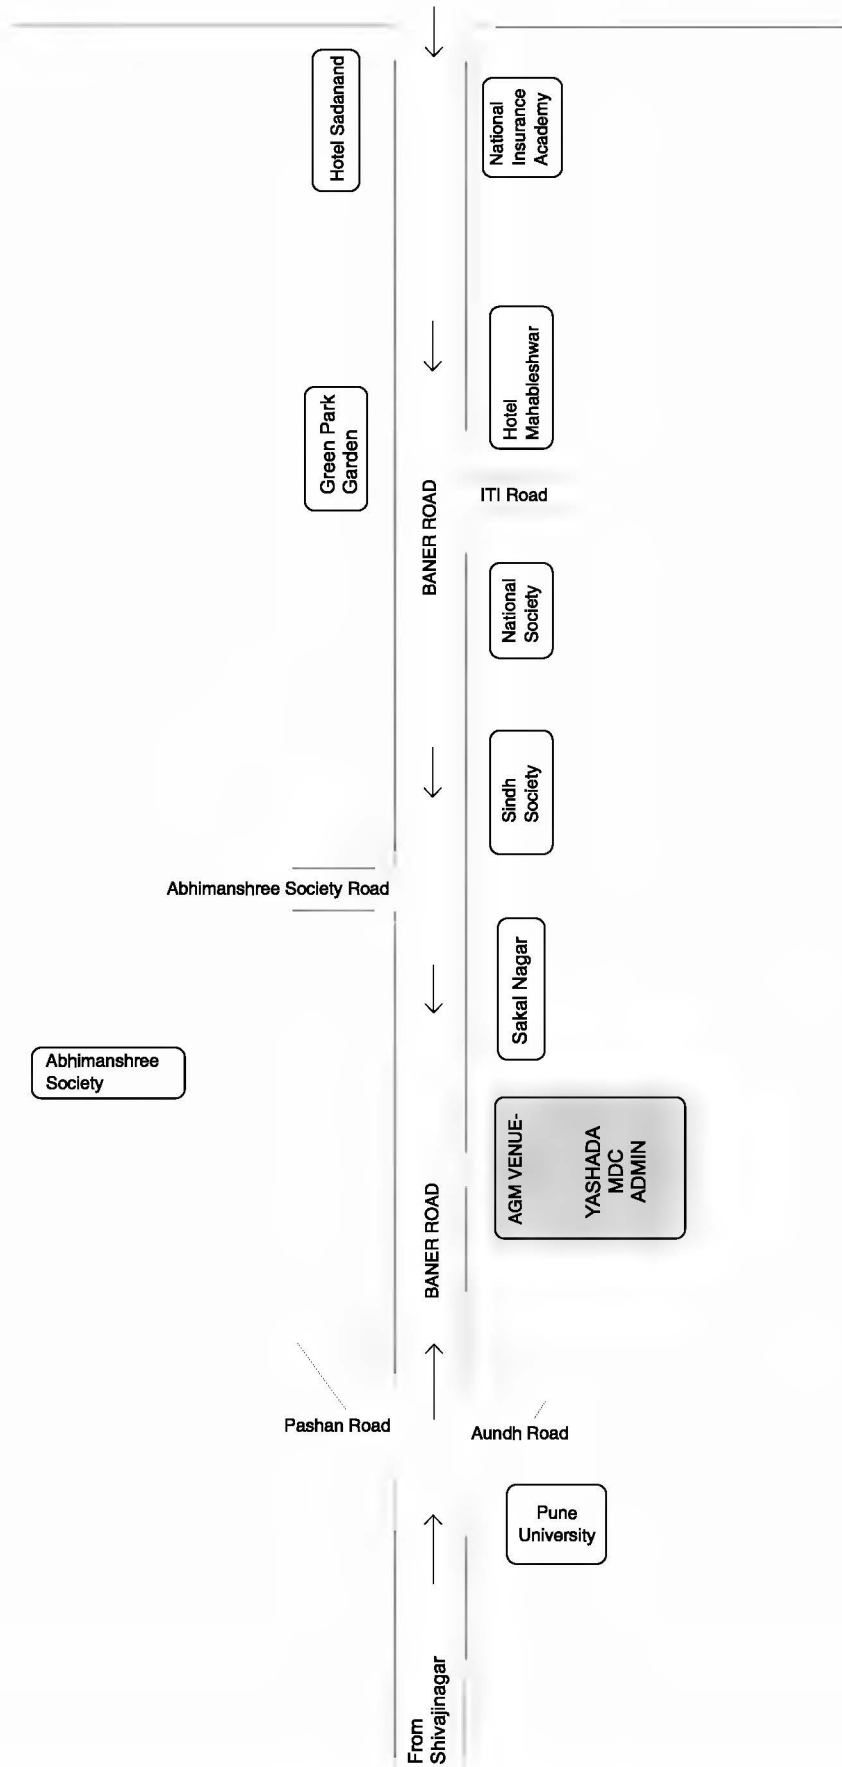 Hotel Sadanand
National
Insurance
Academy
Hotel
Mahableshwar
Green Park
Garden
BANER ROAD
ITI Road
National
Society
Sindh
Society
Abhimanshree Society Road
Sakal Nagar
Abhimanshree
Society
AGM VENUE-
YASHADA
MDC
ADMIN
BANER ROAD
Pashan Road
Aundh Road
Pune
University
From
Shivajinagar